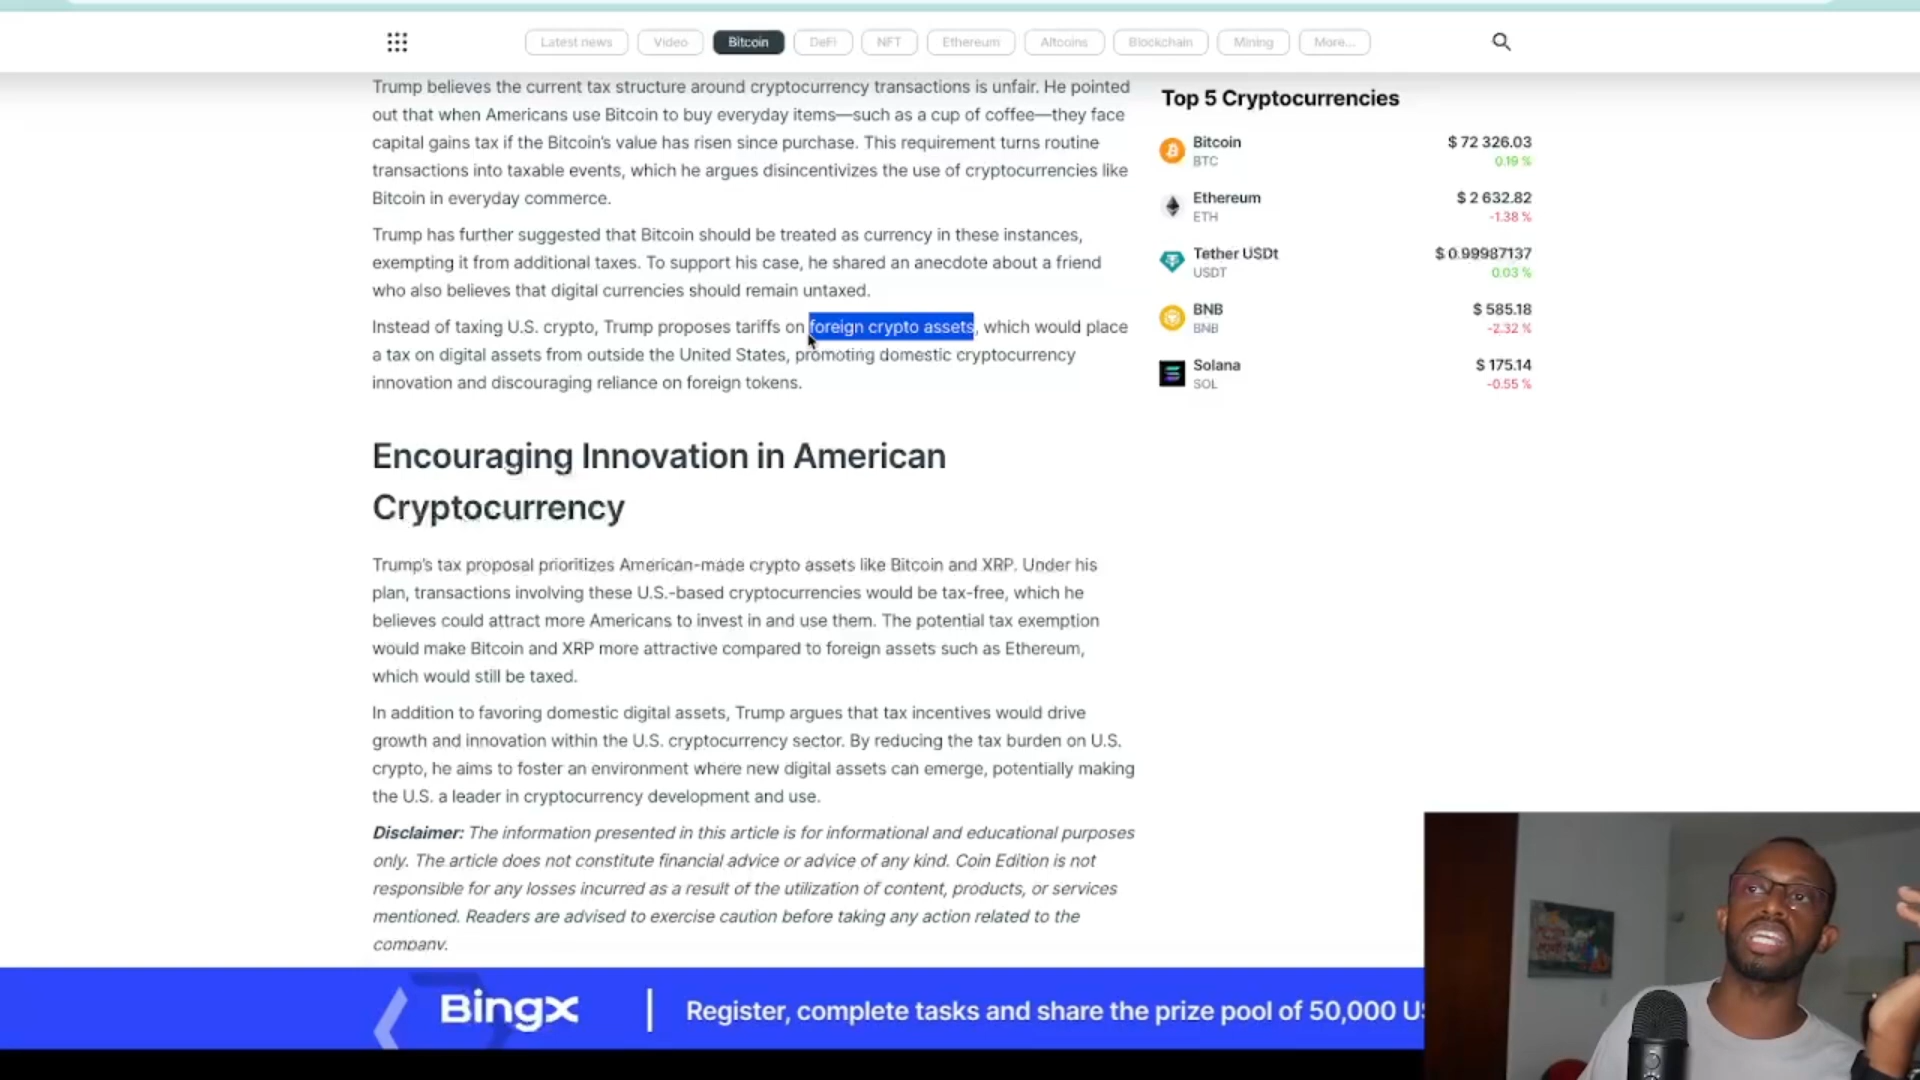 Latest news
Video
Bitcoin
DeFi
NFT
Ethereum
Altcoins
Blockchain
Mining
More...
Trump believes the current tax structure around cryptocurrency transactions is unfair. He pointed
out that when Americans use Bitcoin to buy everyday items—such as a cup of coffee—they face
capital gains tax if the Bitcoin's value has risen since purchase. This requirement turns routine
transactions into taxable events, which he argues disincentivizes the use of cryptocurrencies like
Bitcoin in everyday commerce.
Trump has further suggested that Bitcoin should be treated as currency in these instances,
exempting it from additional taxes. To support his case, he shared an anecdote about a friend
who also believes that digital currencies should remain untaxed.
Instead of taxing U.S. crypto, Trump proposes tariffs on foreign crypto assets, which would place
a tax on digital assets from outside the United States, promoting domestic cryptocurrency
innovation and discouraging reliance on foreign tokens.
Encouraging Innovation in American
Cryptocurrency
Trump's tax proposal prioritizes American-made crypto assets like Bitcoin and XRP. Under his
plan, transactions involving these U.S.-based cryptocurrencies would be tax-free, which he
believes could attract more Americans to invest in and use them. The potential tax exemption
would make Bitcoin and XRP more attractive compared to foreign assets such as Ethereum,
which would still be taxed.
In addition to favoring domestic digital assets, Trump argues that tax incentives would drive
growth and innovation within the U.S. cryptocurrency sector. By reducing the tax burden on U.S.
crypto, he aims to foster an environment where new digital assets can emerge, potentially making
the U.S. a leader in cryptocurrency development and use.
Disclaimer: The information presented in this article is for informational and educational purposes
only. The article does not constitute financial advice or advice of any kind. Coin Edition is not
responsible for any losses incurred as a result of the utilization of content, products, or services
mentioned. Readers are advised to exercise caution before taking any action related to the
company.
Top 5 Cryptocurrencies
Bitcoin $ 72 326.03
BTC 0.19 %
Ethereum $ 2 632.82
ETH -1.38 %
Tether USDt $ 0.99987137
USDT 0.03 %
BNB $ 585.18
BNB -2.32 %
Solana $ 175.14
SOL -0.55 %
BingX | Register, complete tasks and share the prize pool of 50,000